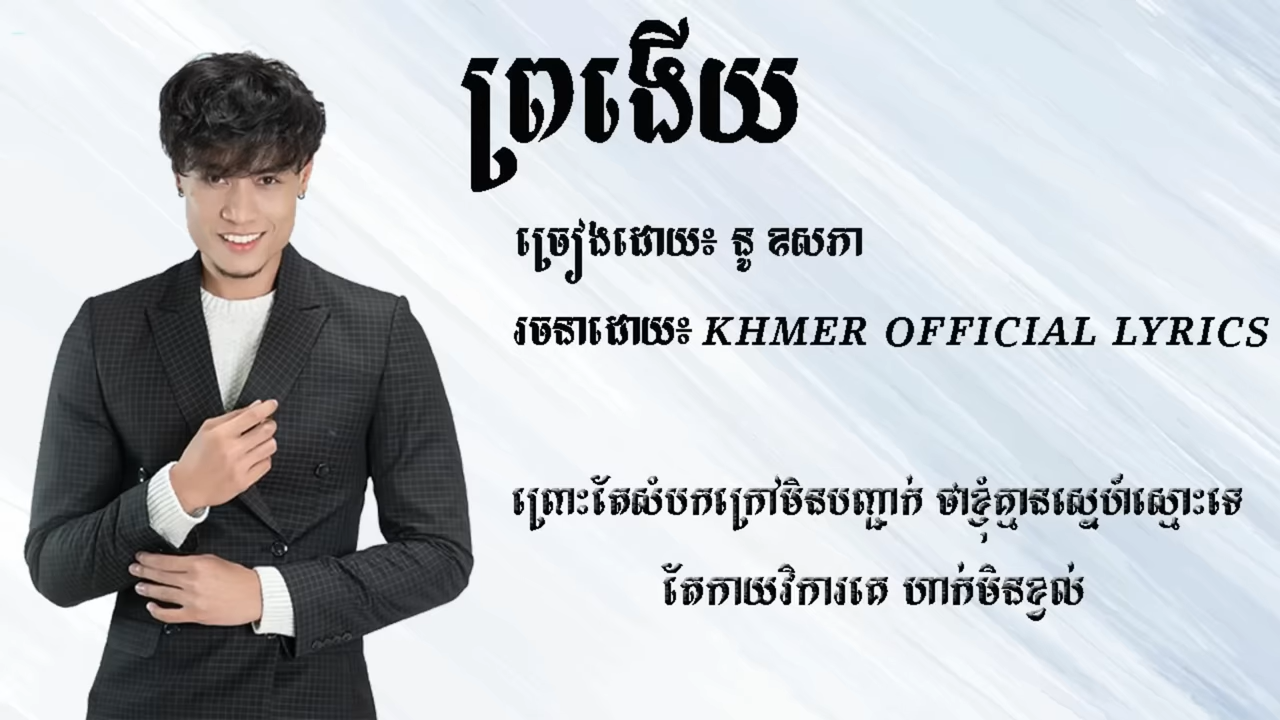 ព្រងើយ
ច្រៀងដោយ៖ នូ ឧសភា
រចនាដោយ៖ KHMER OFFICIAL LYRICS
ព្រោះតែសំបកក្រៅមិនបញ្ជាក់ ថាខ្ញុំគ្មានស្នេហ៍ស្មោះទេ
តែកាយវិការគេ ហាក់មិនខ្វល់